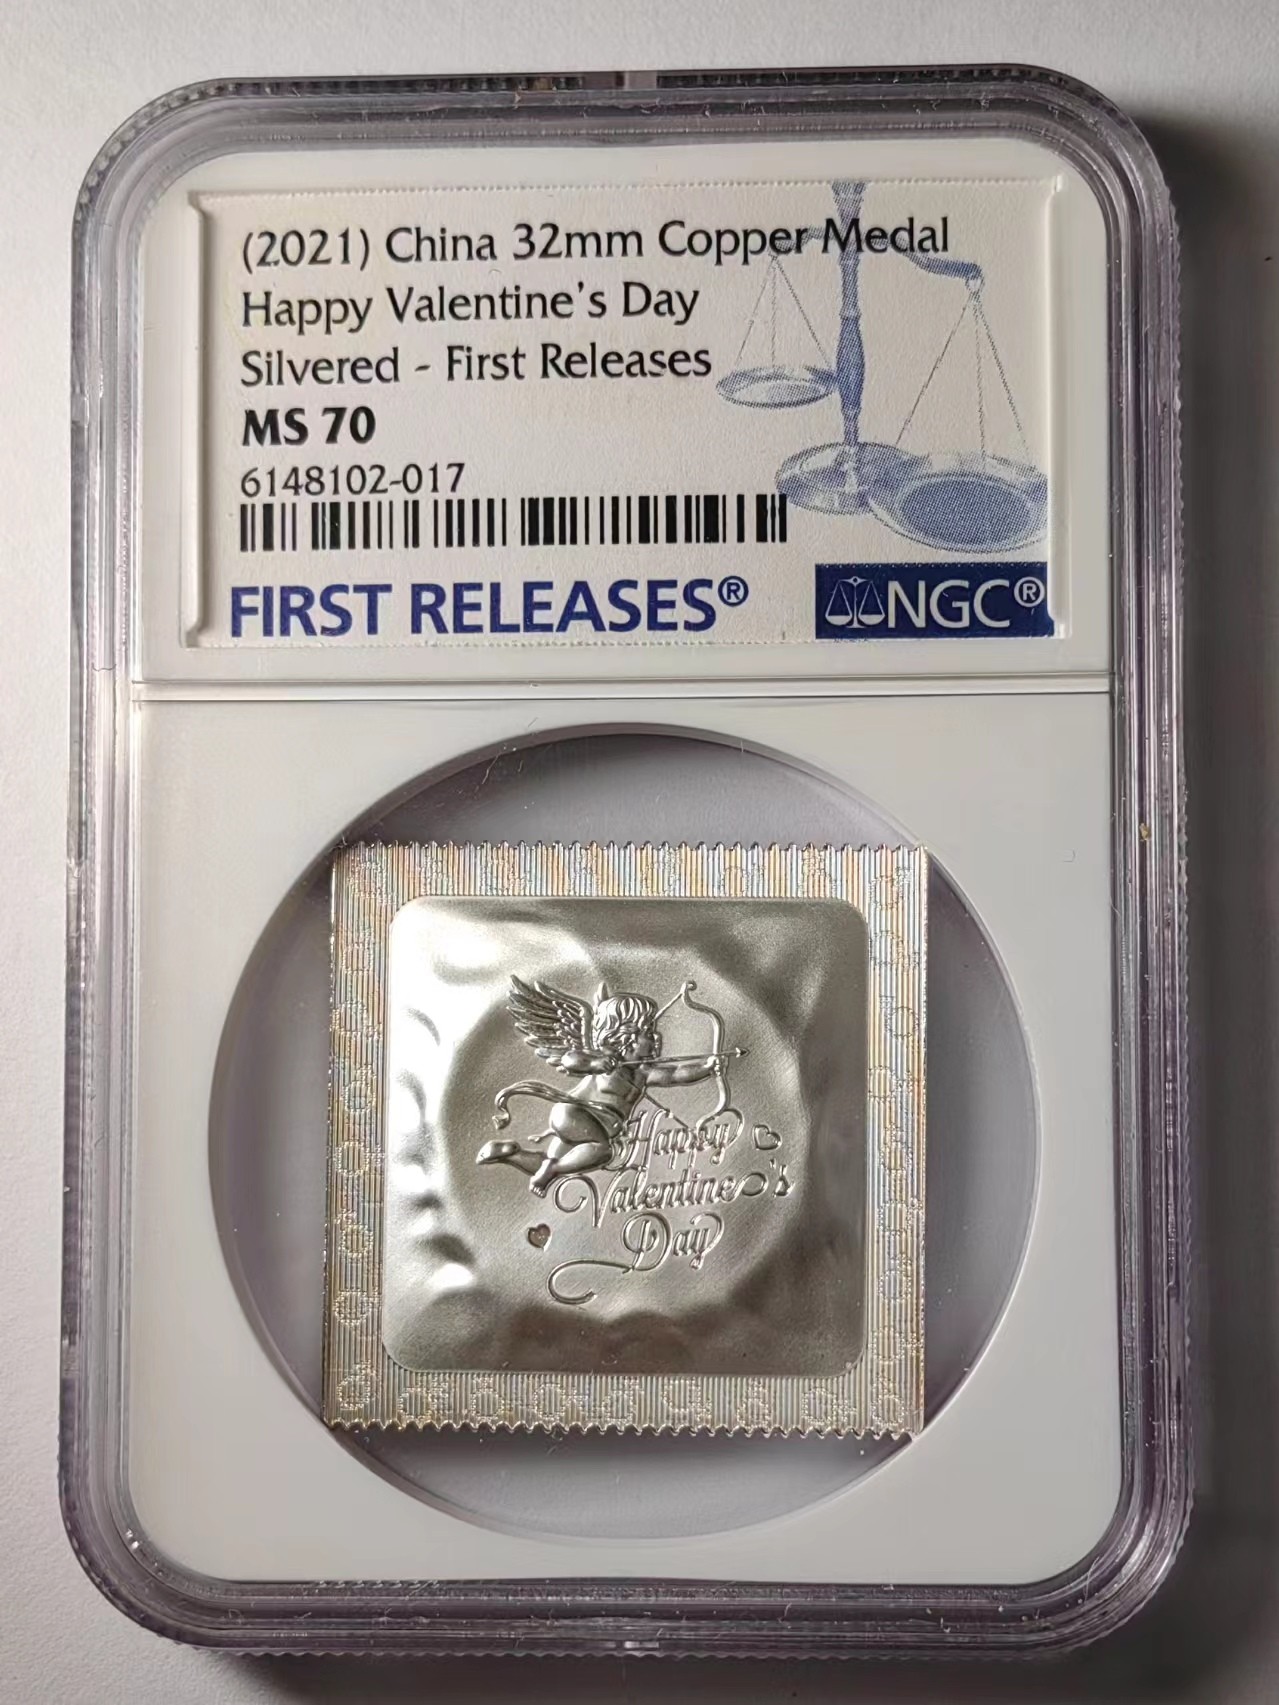 (2021) China 32mm Copper Medal
Happy Valentine's Day
Silvered - First Releases
MS 70
6148102-017
FIRST RELEASES®
NGC®
Happy
Valentine's
Day